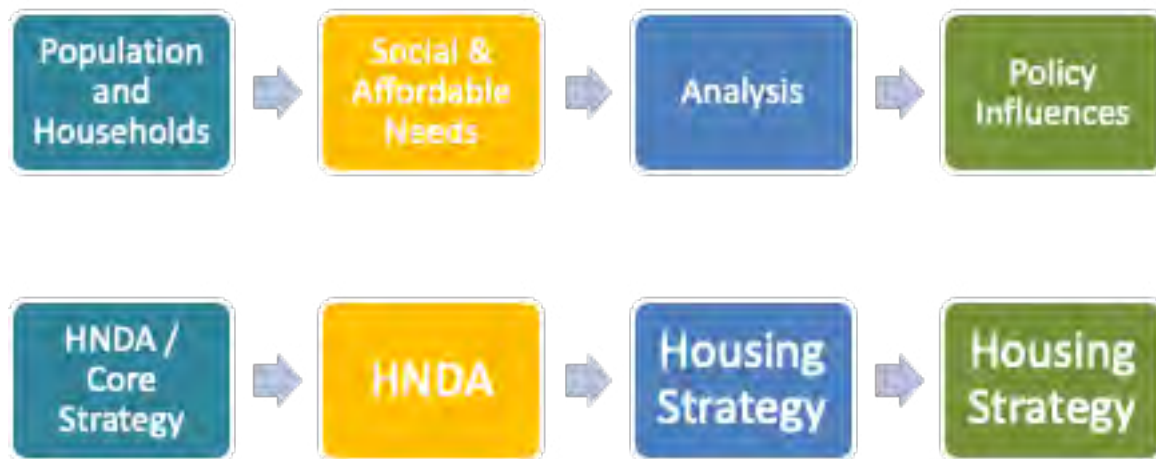 Population
and
Households
Social &
Affordable
Needs
Analysis
Policy
Influences
HNDA /
Core
Strategy
HNDA
Housing
Strategy
Housing
Strategy